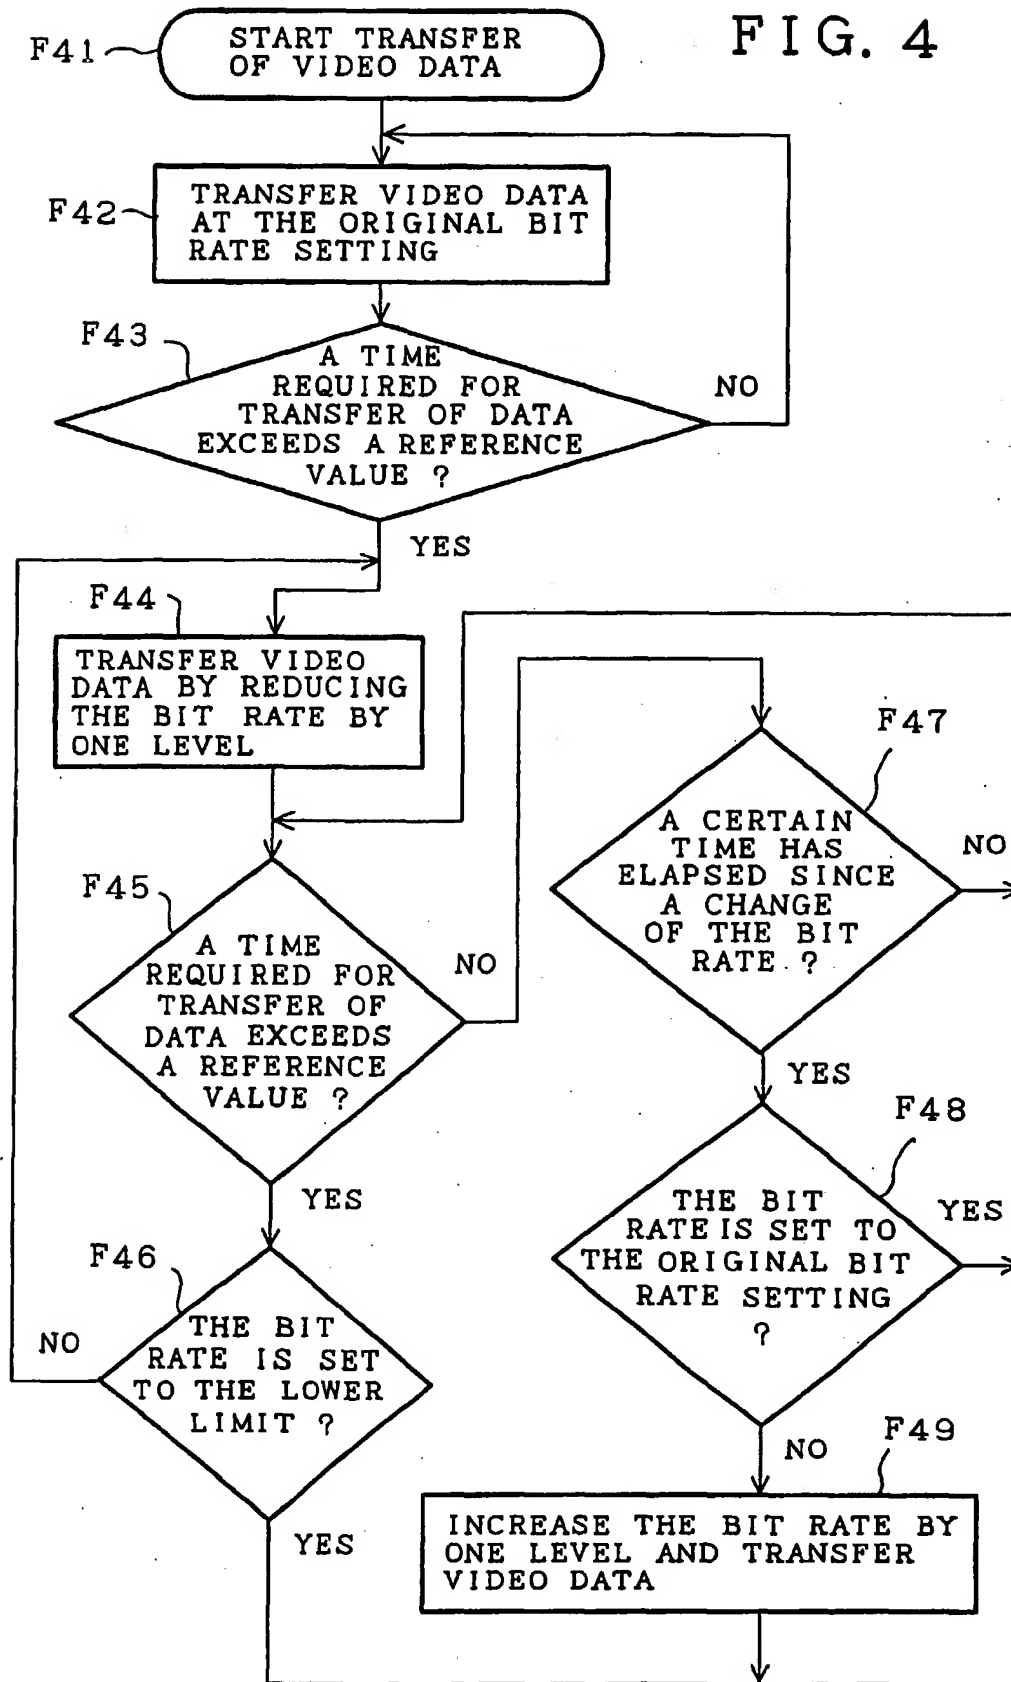 FIG. 4
F41
START TRANSFER
OF VIDEO DATA
F42
TRANSFER VIDEO DATA
AT THE ORIGINAL BIT
RATE SETTING
F43
A TIME
REQUIRED FOR
TRANSFER OF DATA
EXCEEDS A REFERENCE
VALUE ?
NO
YES
F44
TRANSFER VIDEO
DATA BY REDUCING
THE BIT RATE BY
ONE LEVEL
F45
A TIME
REQUIRED FOR
TRANSFER OF
DATA EXCEEDS
A REFERENCE
VALUE ?
NO
YES
F46
THE BIT
RATE IS SET
TO THE LOWER
LIMIT ?
NO
YES
F47
A CERTAIN
TIME HAS
ELAPSED SINCE
A CHANGE
OF THE BIT
RATE ?
NO
YES
F48
THE BIT
RATE IS SET TO
THE ORIGINAL BIT
RATE SETTING
?
YES
NO
F49
INCREASE THE BIT RATE BY
ONE LEVEL AND TRANSFER
VIDEO DATA